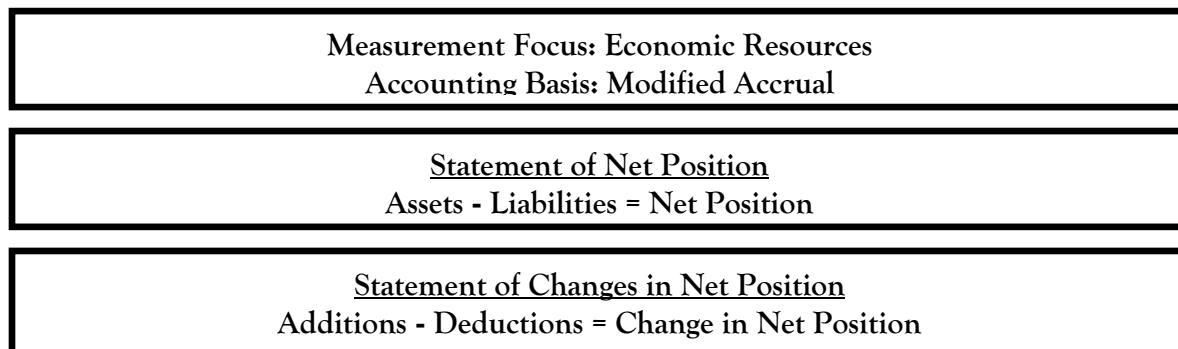 Measurement Focus: Economic Resources
Accounting Basis: Modified Accrual
Statement of Net Position
Assets - Liabilities = Net Position
Statement of Changes in Net Position
Additions - Deductions = Change in Net Position